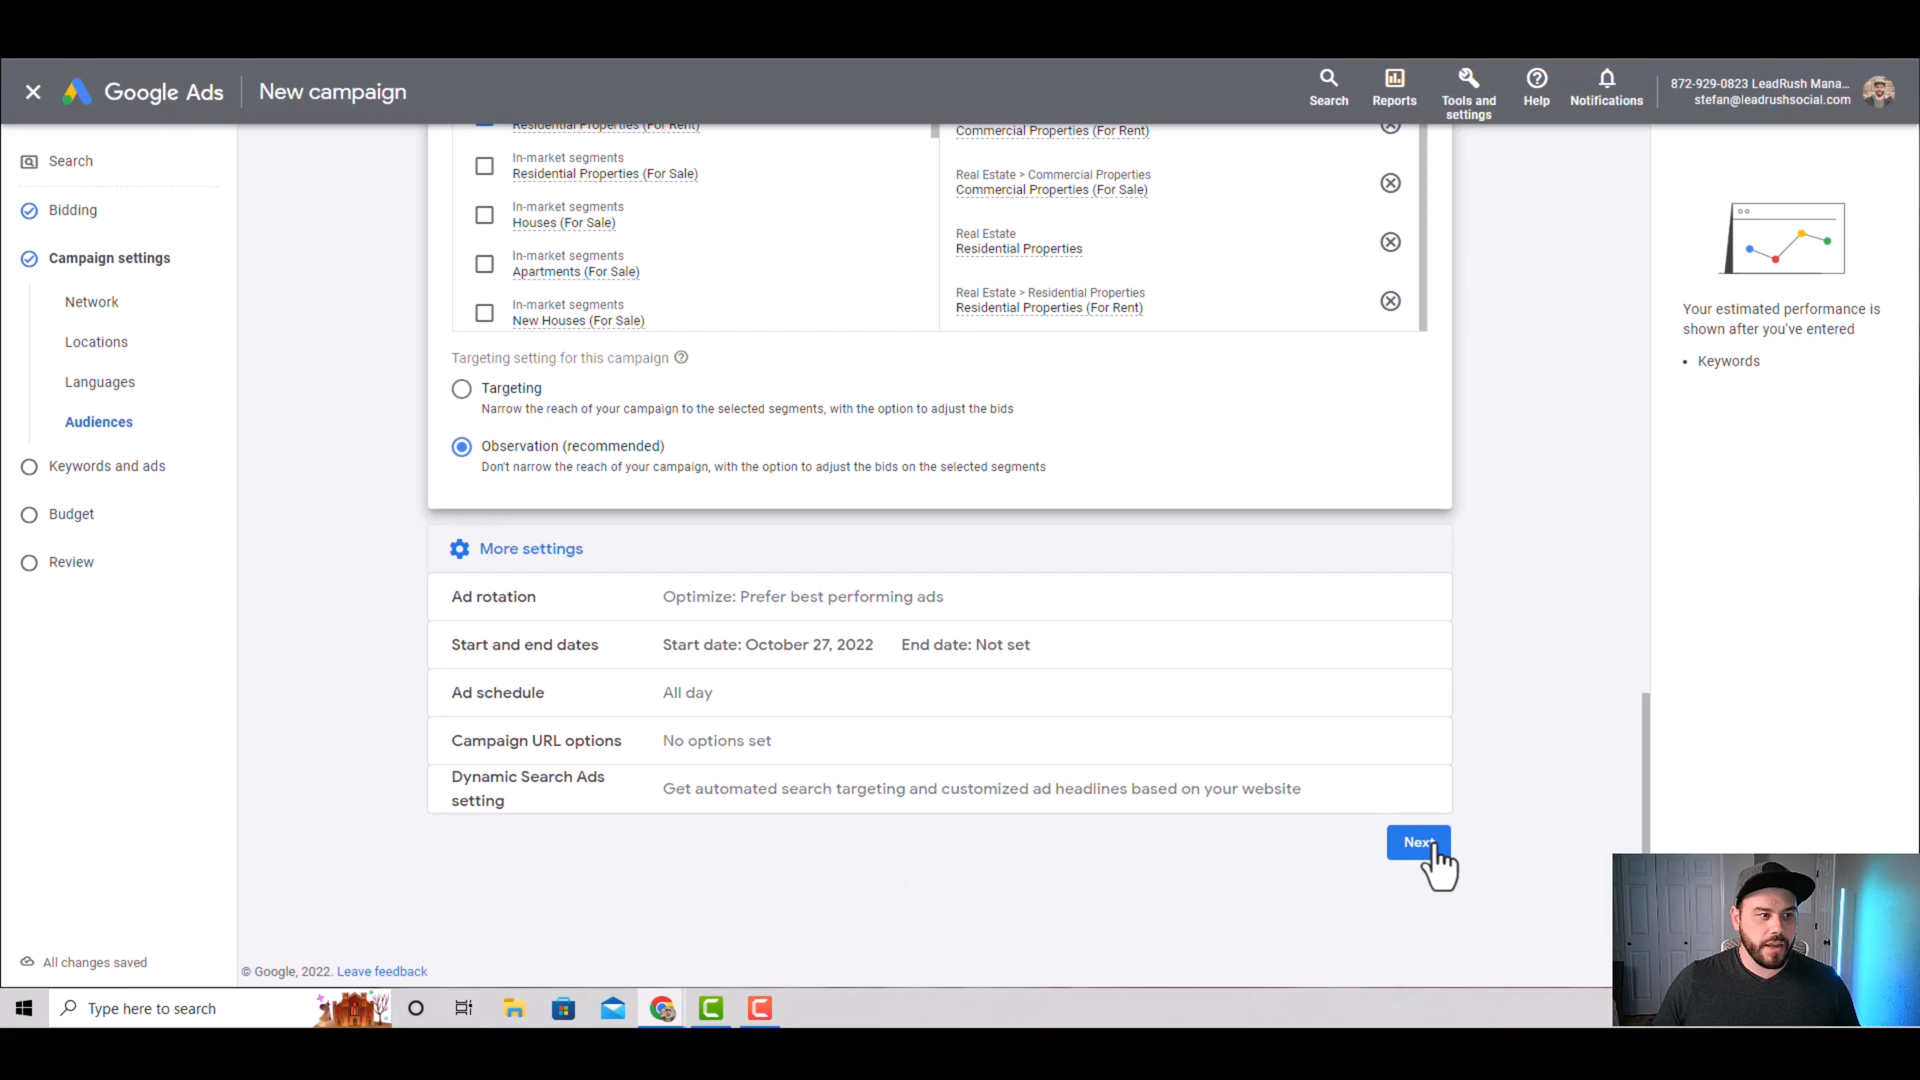 Google Ads
New campaign
Search
Reports
Tools and
settings
Help
Notifications
872-929-0823 LeadRush Mana...
stefan@leadrushsocial.com
Search
Bidding
Campaign settings
Network
Locations
Languages
Audiences
Keywords and ads
Budget
Review
All changes saved
Residential Properties (For Rent)
In-market segments
Residential Properties (For Sale)
In-market segments
Houses (For Sale)
In-market segments
Apartments (For Sale)
In-market segments
New Houses (For Sale)
Commercial Properties (For Rent)
Real Estate > Commercial Properties
Commercial Properties (For Sale)
Real Estate
Residential Properties
Real Estate > Residential Properties
Residential Properties (For Rent)
Targeting setting for this campaign
Targeting
Narrow the reach of your campaign to the selected segments, with the option to adjust the bids
Observation (recommended)
Don't narrow the reach of your campaign, with the option to adjust the bids on the selected segments
More settings
Ad rotation Optimize: Prefer best performing ads
Start and end dates Start date: October 27, 2022 End date: Not set
Ad schedule All day
Campaign URL options No options set
Dynamic Search Ads
setting
Get automated search targeting and customized ad headlines based on your website
Next
Your estimated performance is
shown after you've entered
• Keywords
© Google, 2022. Leave feedback
Type here to search